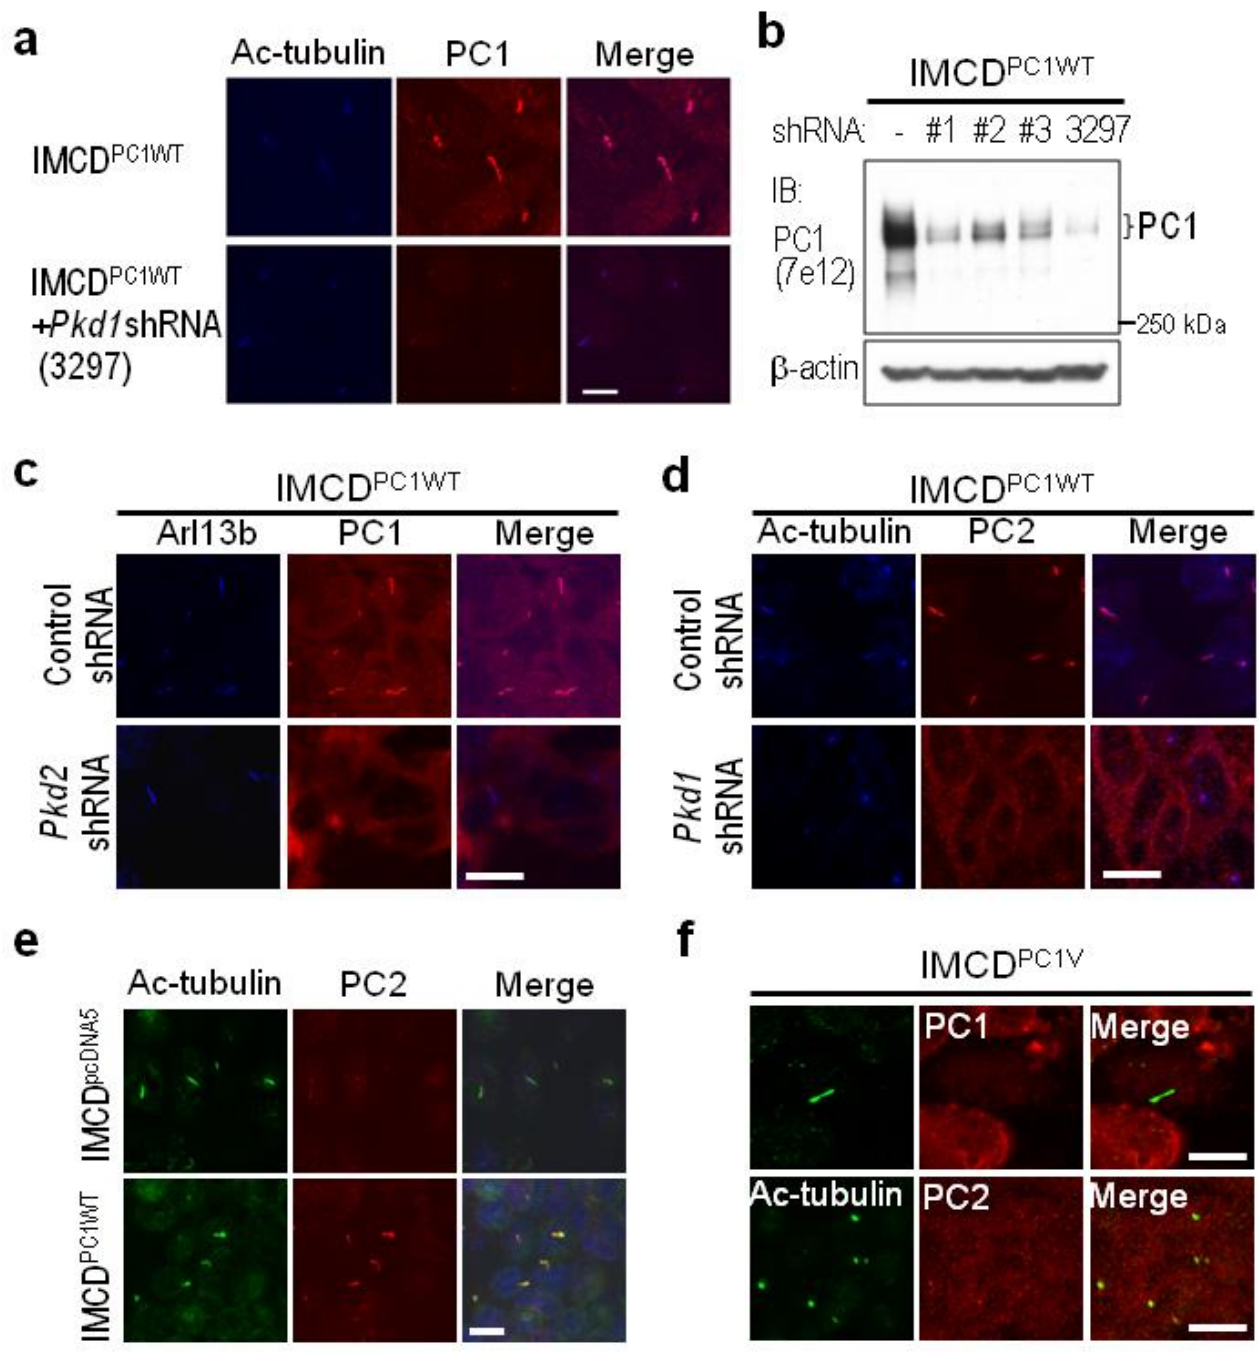 a
Ac-tubulin PC1 Merge
IMCDPC1WT
IMCDPC1WT
+Pkd1shRNA
(3297)
b
IMCDPC1WT
shRNA: - #1 #2 #3 3297
IB:
PC1
(7e12)
}PC1
250 kDa
β-actin
c
IMCDPC1WT
Arl13b PC1 Merge
Control
shRNA
Pkd2
shRNA
d
IMCDPC1WT
Ac-tubulin PC2 Merge
Control
shRNA
Pkd1
shRNA
e
Ac-tubulin PC2 Merge
IMCDpcDNA5
IMCDPC1WT
f
IMCDPC1V
PC1 Merge
Ac-tubulin PC2 Merge